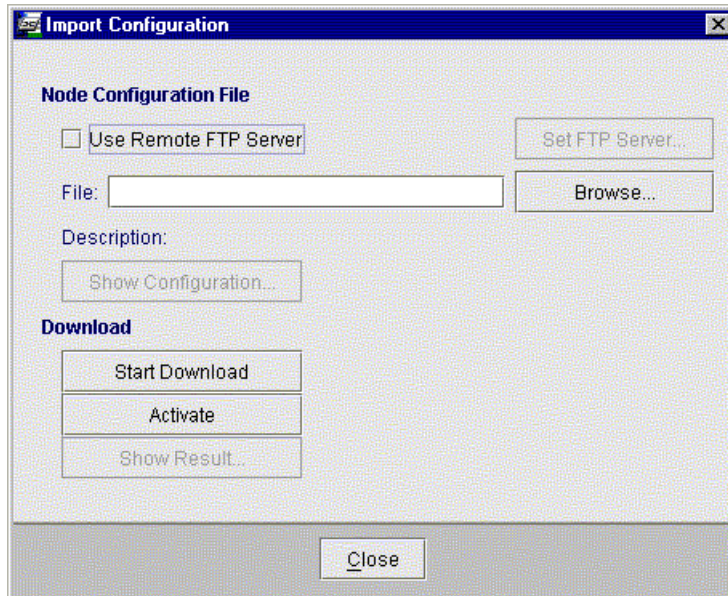 Import Configuration
Node Configuration File
Use Remote FTP Server
Set FTP Server...
File:
Browse...
Description:
Show Configuration...
Download
Start Download
Activate
Show Result...
Close